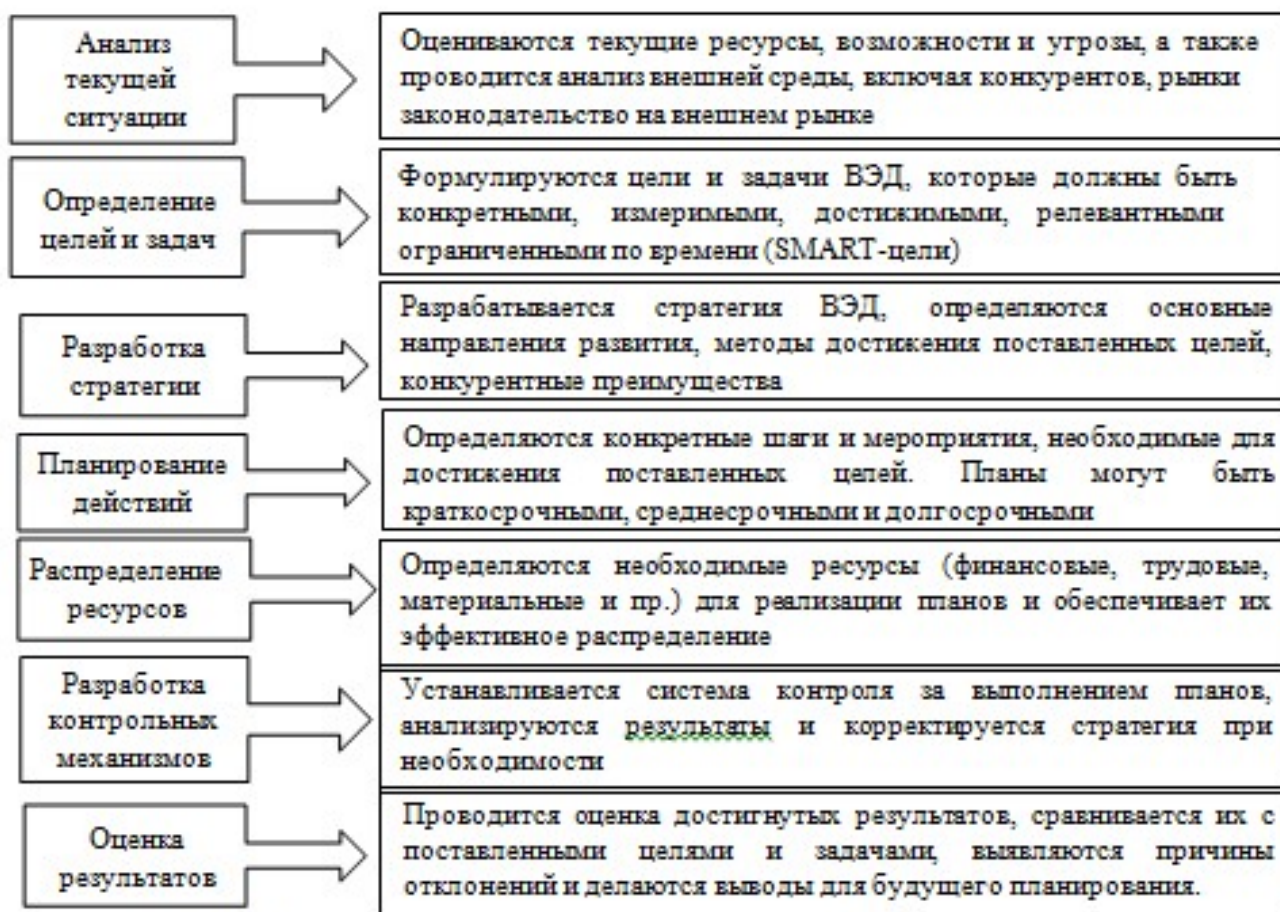 Анализ
текущей
ситуации
Оцениваются текущие ресурсы, возможности и угрозы, а также
проводится анализ внешней среды, включая конкурентов, рынки
законодательство на внешнем рынке
Определение
целей и задач
Формулируются цели и задачи ВЭД, которые должны быть
конкретными, измеримыми, достижимыми, релевантными
ограниченными по времени (SMART-цели)
Разработка
стратегии
Разрабатывается стратегия ВЭД, определяются основные
направления развития, методы достижения поставленных целей,
конкурентные преимущества
Планирование
действий
Определяются конкретные шаги и мероприятия, необходимые для
достижения поставленных целей. Планы могут быть
краткосрочными, среднесрочными и долгосрочными
Распределение
ресурсов
Определяются необходимые ресурсы (финансовые, трудовые,
материальные и пр.) для реализации планов и обеспечивает их
эффективное распределение
Разработка
контрольных
механизмов
Устанавливается система контроля за выполнением планов,
анализируются результаты и корректируется стратегия при
необходимости
Оценка
результатов
Проводится оценка достигнутых результатов, сравнивается их с
поставленными целями и задачами, выявляются причины
отклонений и делаются выводы для будущего планирования.